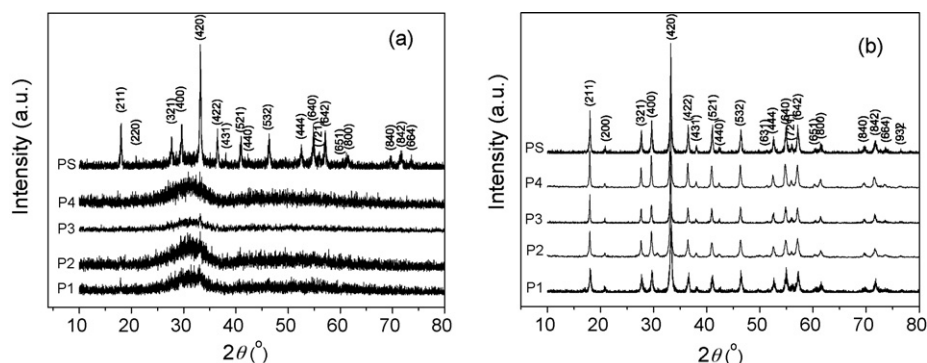 (a)
Intensity (a.u.)
(211)
(220)
(321)
(400)
(420)
(422)
(431)
(521)
(440)
(532)
(444)
(640)
(721)
(642)
(651)
(800)
(840)
(842)
(664)
PS
P4
P3
P2
P1
10 20 30 40 50 60 70 80
2θ(°)
(b)
Intensity (a.u.)
(211)
(200)
(321)
(400)
(420)
(422)
(431)
(521)
(440)
(532)
(631)
(444)
(640)
(642)
(651)
(800)
(840)
(842)
(664)
PS
P4
P3
P2
P1
10 20 30 40 50 60 70 80
2θ(°)